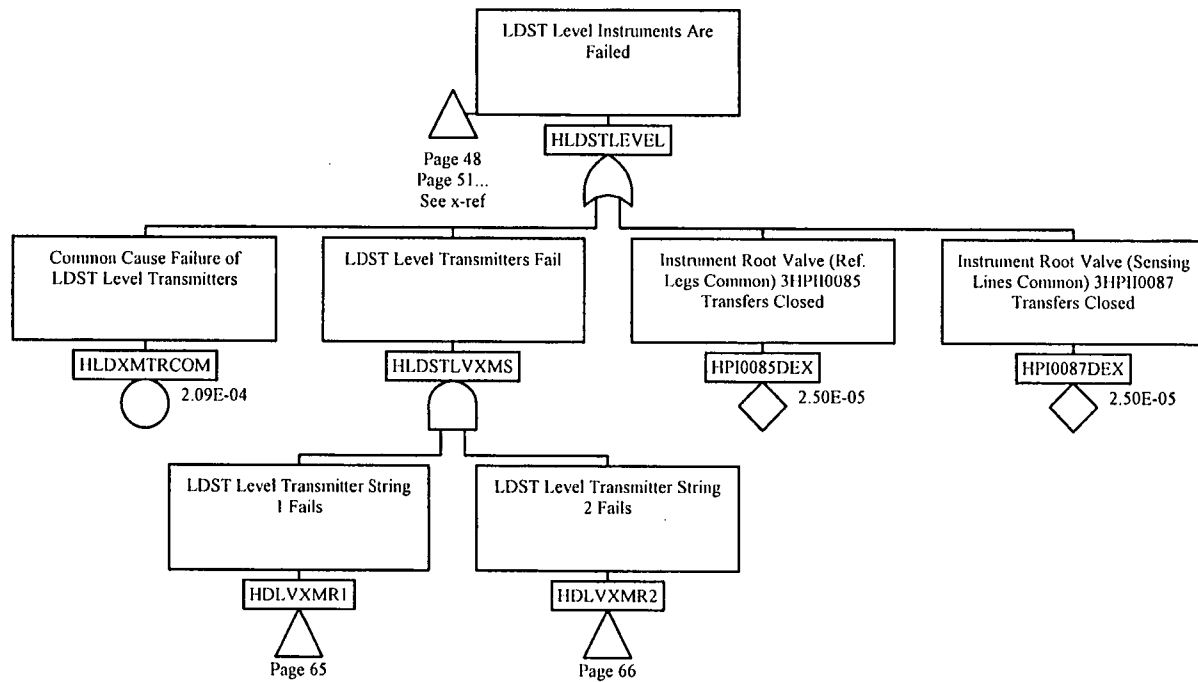 LDST Level Instruments Are
Failed
HLDSTLEVEL
Page 48
Page 51...
See x-ref
Common Cause Failure of
LDST Level Transmitters
HLDXMTRCOM
2.09E-04
LDST Level Transmitters Fail
HLDSTLVXMS
Instrument Root Valve (Ref.
Legs Common) 3HPII0085
Transfers Closed
HPI0085DEX
2.50E-05
Instrument Root Valve (Sensing
Lines Common) 3HPII0087
Transfers Closed
HPI0087DEX
2.50E-05
LDST Level Transmitter String
1 Fails
HDLVXMR1
Page 65
LDST Level Transmitter String
2 Fails
HDLVXMR2
Page 66